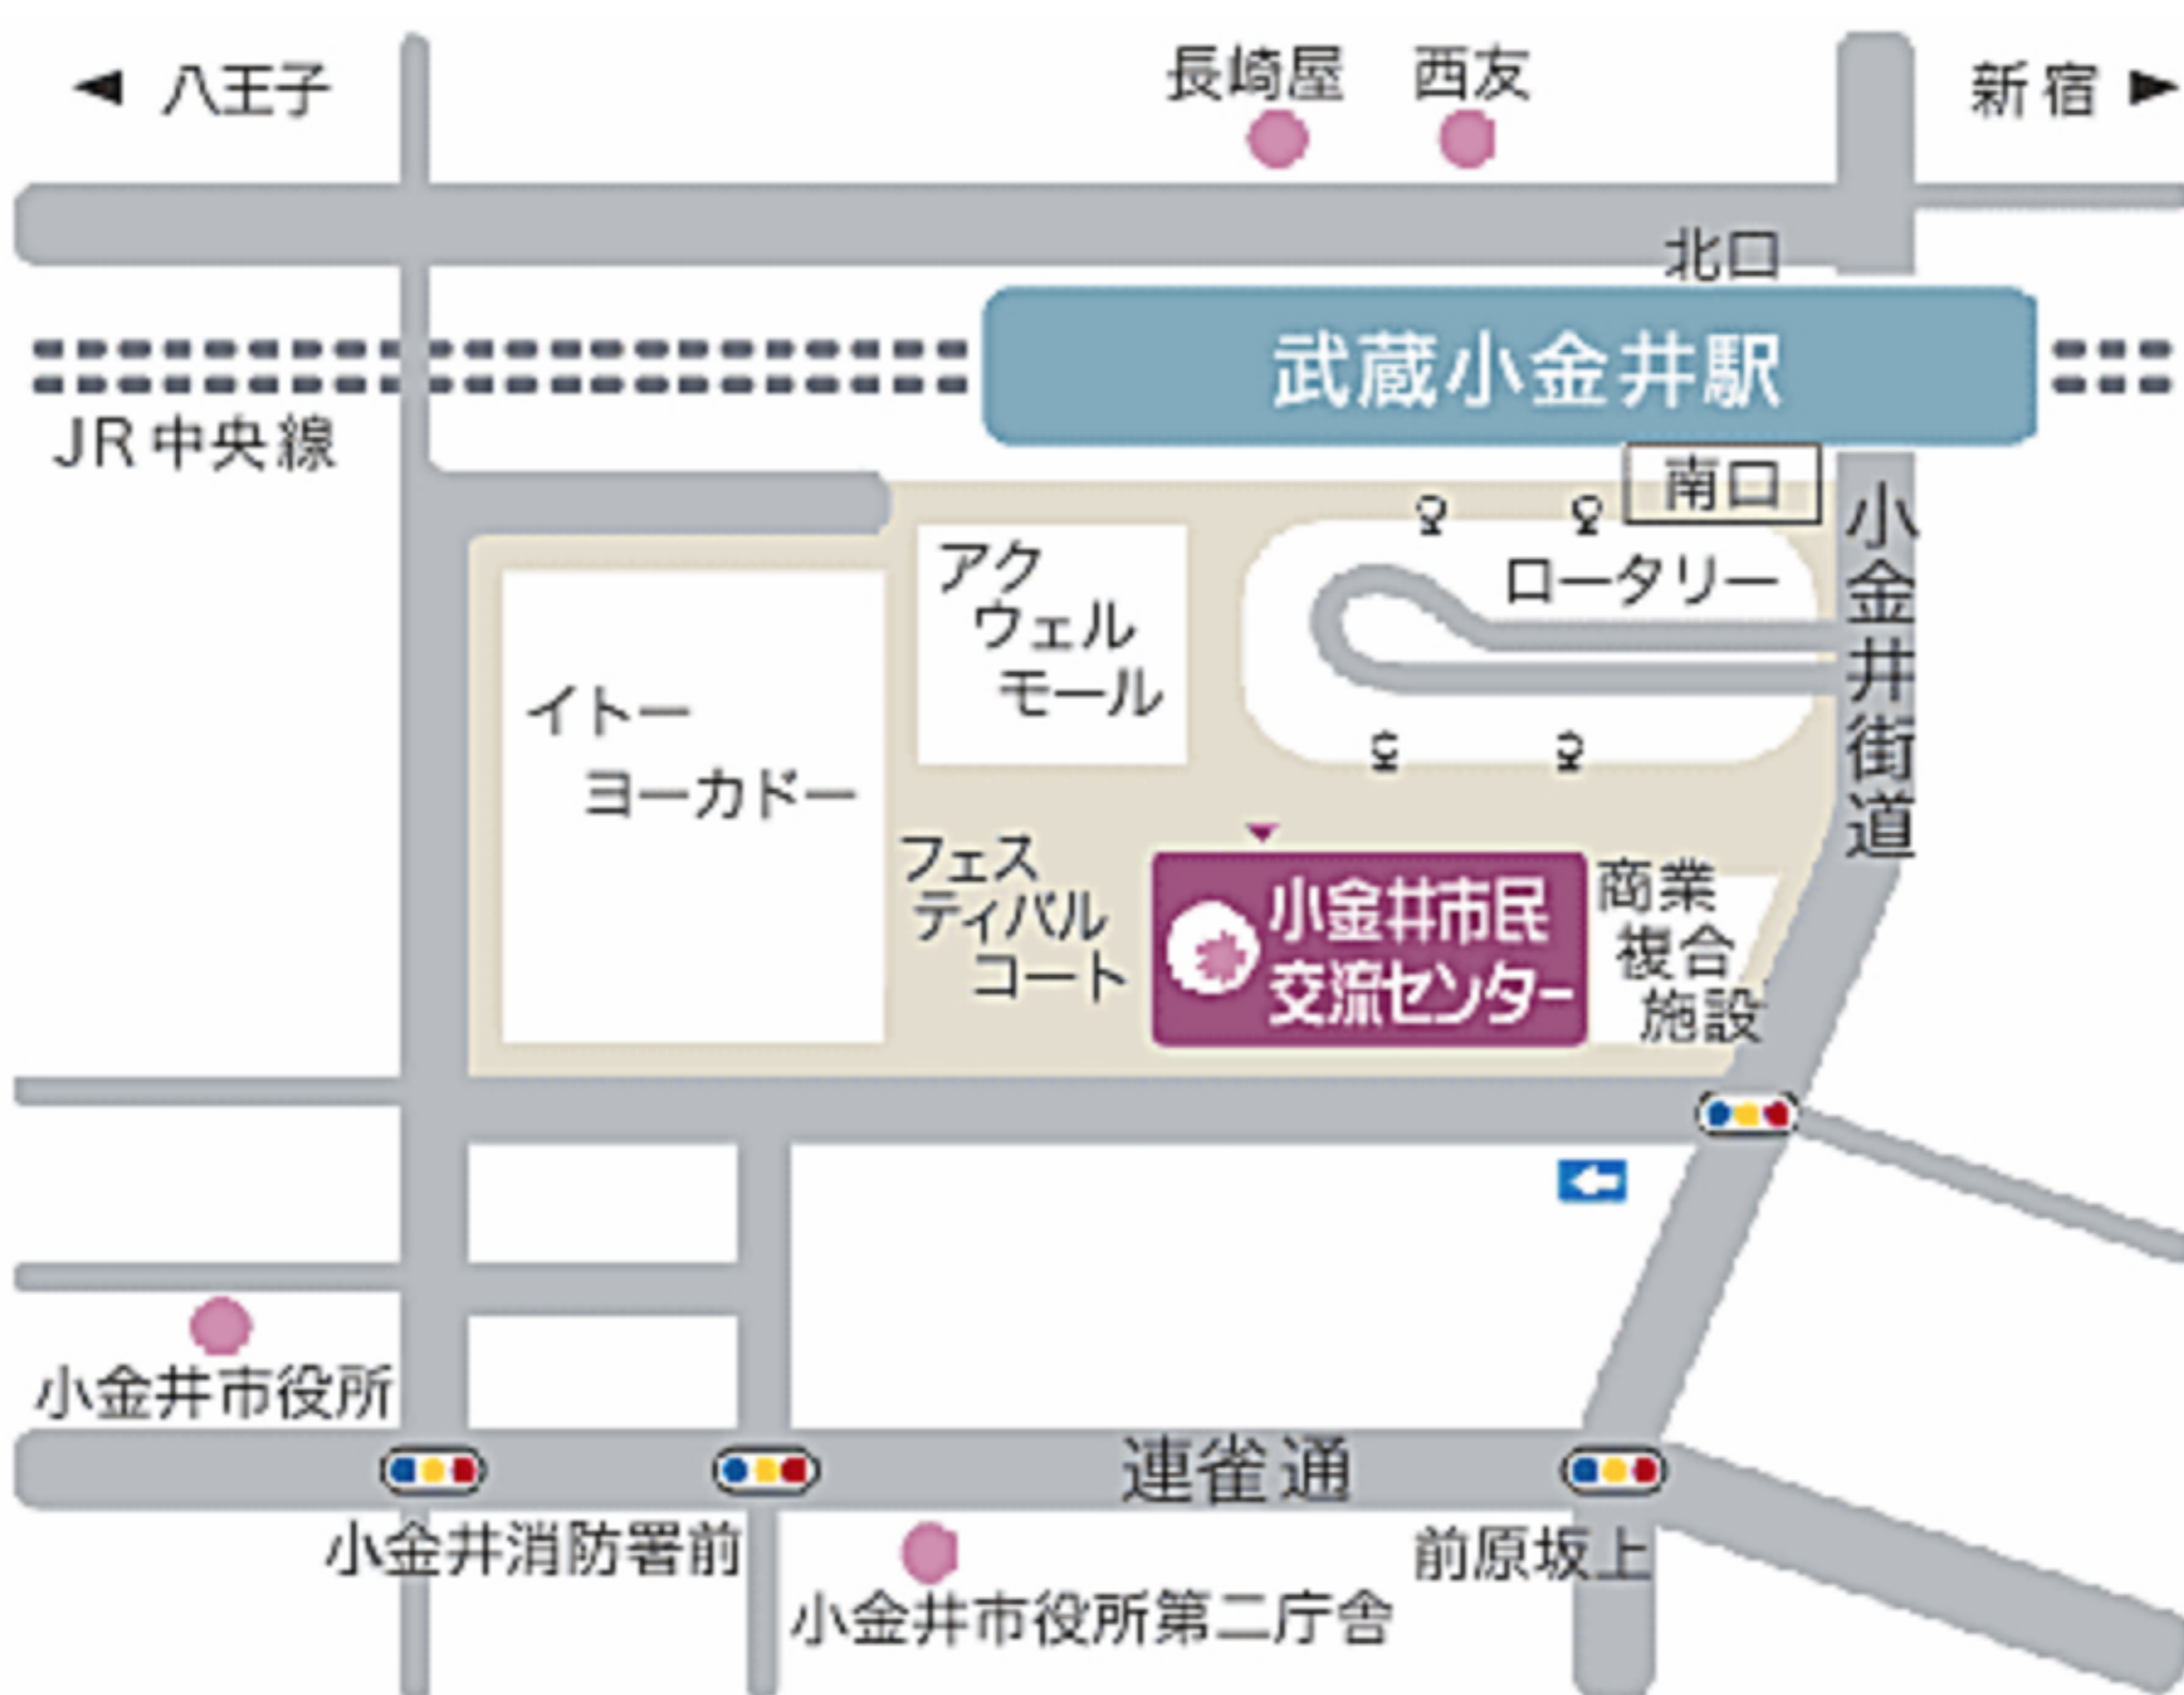 ◀ 八王子
長崎屋
西友
新宿 ▶
北口
武蔵小金井駅
JR中央線
南口
小金井街道
ロータリー
アク
ウェル
モール
イトー
ヨーカドー
フェス
ティバル
コート
小金井市民
交流センター
商業
複合
施設
小金井市役所
連雀通
小金井消防署前
前原坂上
小金井市役所第二庁舎